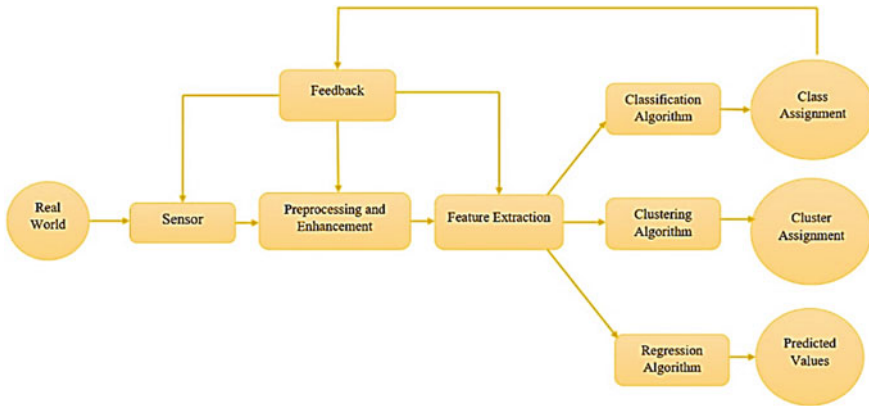 Feedback
Classification
Algorithm
Class
Assignment
Real
World
Sensor
Preprocessing and
Enhancement
Feature Extraction
Clustering
Algorithm
Cluster
Assignment
Regression
Algorithm
Predicted
Values